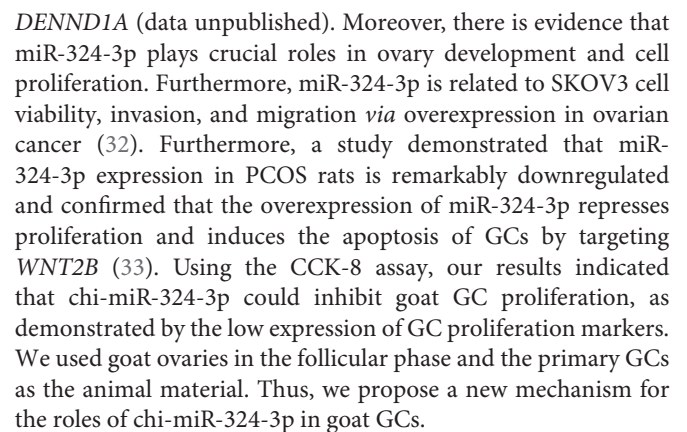 DENND1A (data unpublished). Moreover, there is evidence that
miR-324-3p plays crucial roles in ovary development and cell
proliferation. Furthermore, miR-324-3p is related to SKOV3 cell
viability, invasion, and migration via overexpression in ovarian
cancer (32). Furthermore, a study demonstrated that miR-
324-3p expression in PCOS rats is remarkably downregulated
and confirmed that the overexpression of miR-324-3p represses
proliferation and induces the apoptosis of GCs by targeting
WNT2B (33). Using the CCK-8 assay, our results indicated
that chi-miR-324-3p could inhibit goat GC proliferation, as
demonstrated by the low expression of GC proliferation markers.
We used goat ovaries in the follicular phase and the primary GCs
as the animal material. Thus, we propose a new mechanism for
the roles of chi-miR-324-3p in goat GCs.